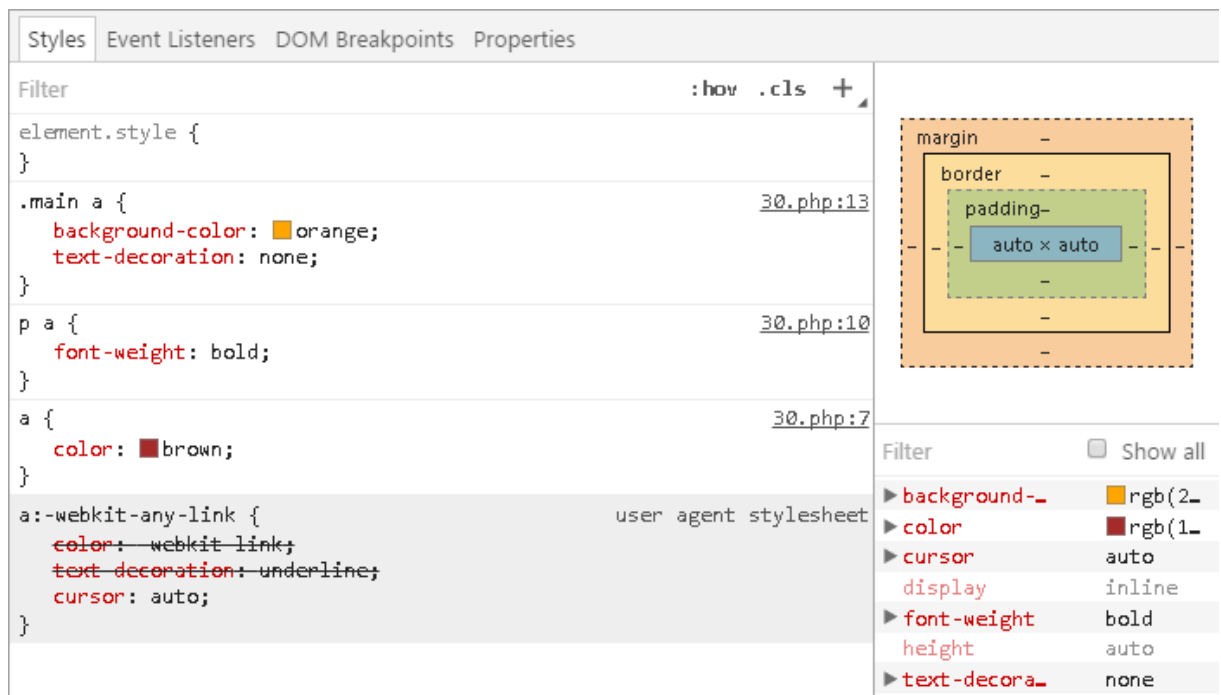 Styles Event Listeners DOM Breakpoints Properties
Filter :hov .cls +
element.style {
}
.main a { 30.php:13
background-color: orange;
text-decoration: none;
}
p a { 30.php:10
font-weight: bold;
}
a { 30.php:7
color: brown;
}
a:-webkit-any-link { user agent stylesheet
color: -webkit-link;
text-decoration: underline;
cursor: auto;
}
margin –
border –
padding–
– – – auto × auto – – –
–
–
–
Filter Show all
background-… rgb(2…
color rgb(1…
cursor auto
display inline
font-weight bold
height auto
text-decora… none